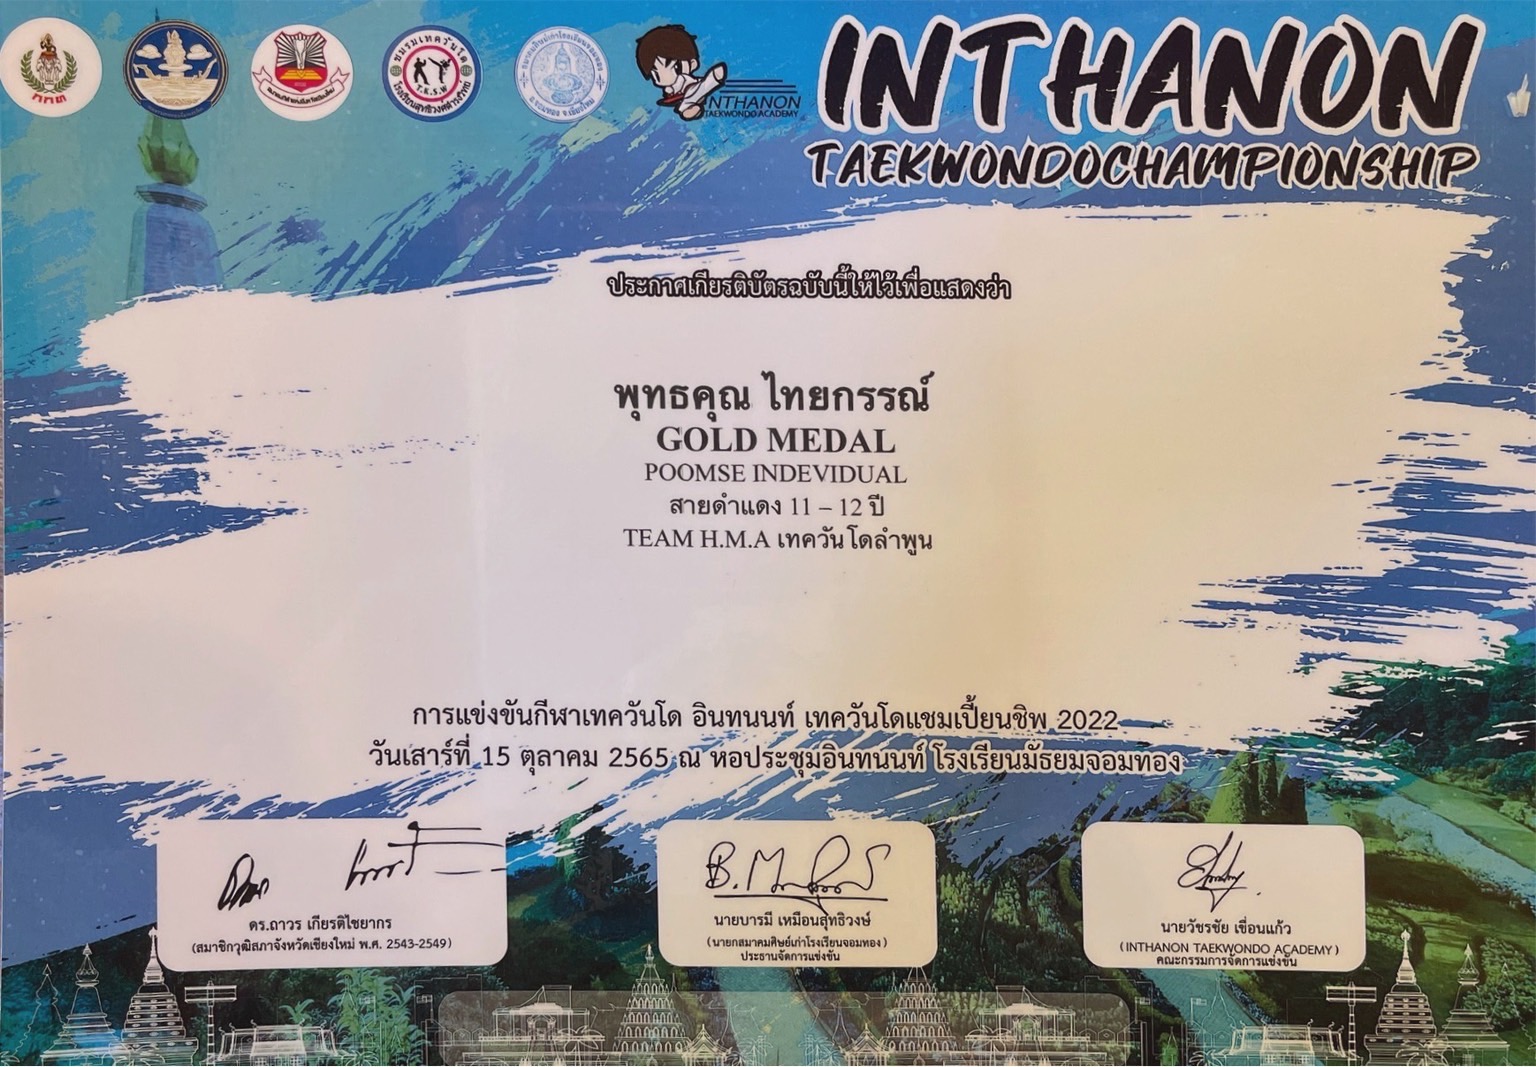 กกท
ชมรมเทควันโด
T.K.S.W
INTHANON
TAEKWONDO ACADEMY
INTHANON
TAEKWONDOCHAMPIONSHIP
ประกาศเกียรติบัตรฉบับนี้ให้ไว้เพื่อแสดงว่า
พุทธคุณ ไทยกรรณ์
GOLD MEDAL
POOMSE INDEVIDUAL
สายดำแดง 11 – 12 ปี
TEAM H.M.A เทควันโดลำพูน
การแข่งขันกีฬาเทควันโด อินทนนท์ เทควันโดแชมเปี้ยนชิพ 2022
วันเสาร์ที่ 15 ตุลาคม 2565 ณ หอประชุมอินทนนท์ โรงเรียนมัธยมจอมทอง
ดร.ถาวร เกียรติไชยากร
(สมาชิกวุฒิสภาจังหวัดเชียงใหม่ พ.ศ. 2543-2549)
นายบารมี เหมือนสุทธิวงษ์
(นายกสมาคมศิษย์เก่าโรงเรียนจอมทอง)
ประธานจัดการแข่งขัน
นายวัชรชัย เขื่อนแก้ว
(INTHANON TAEKWONDO ACADEMY)
คณะกรรมการจัดการแข่งขัน